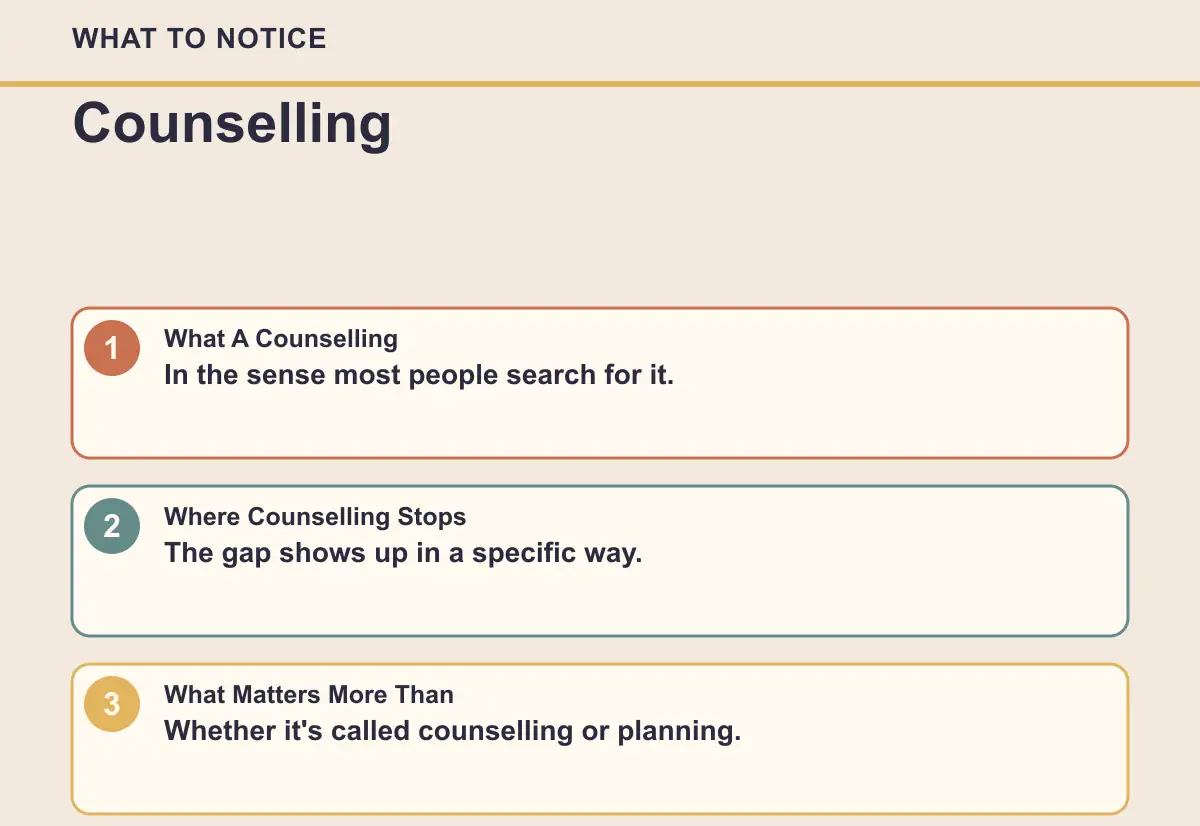 WHAT TO NOTICE
Counselling
1
What A Counselling
In the sense most people search for it.
2
Where Counselling Stops
The gap shows up in a specific way.
3
What Matters More Than
Whether it's called counselling or planning.